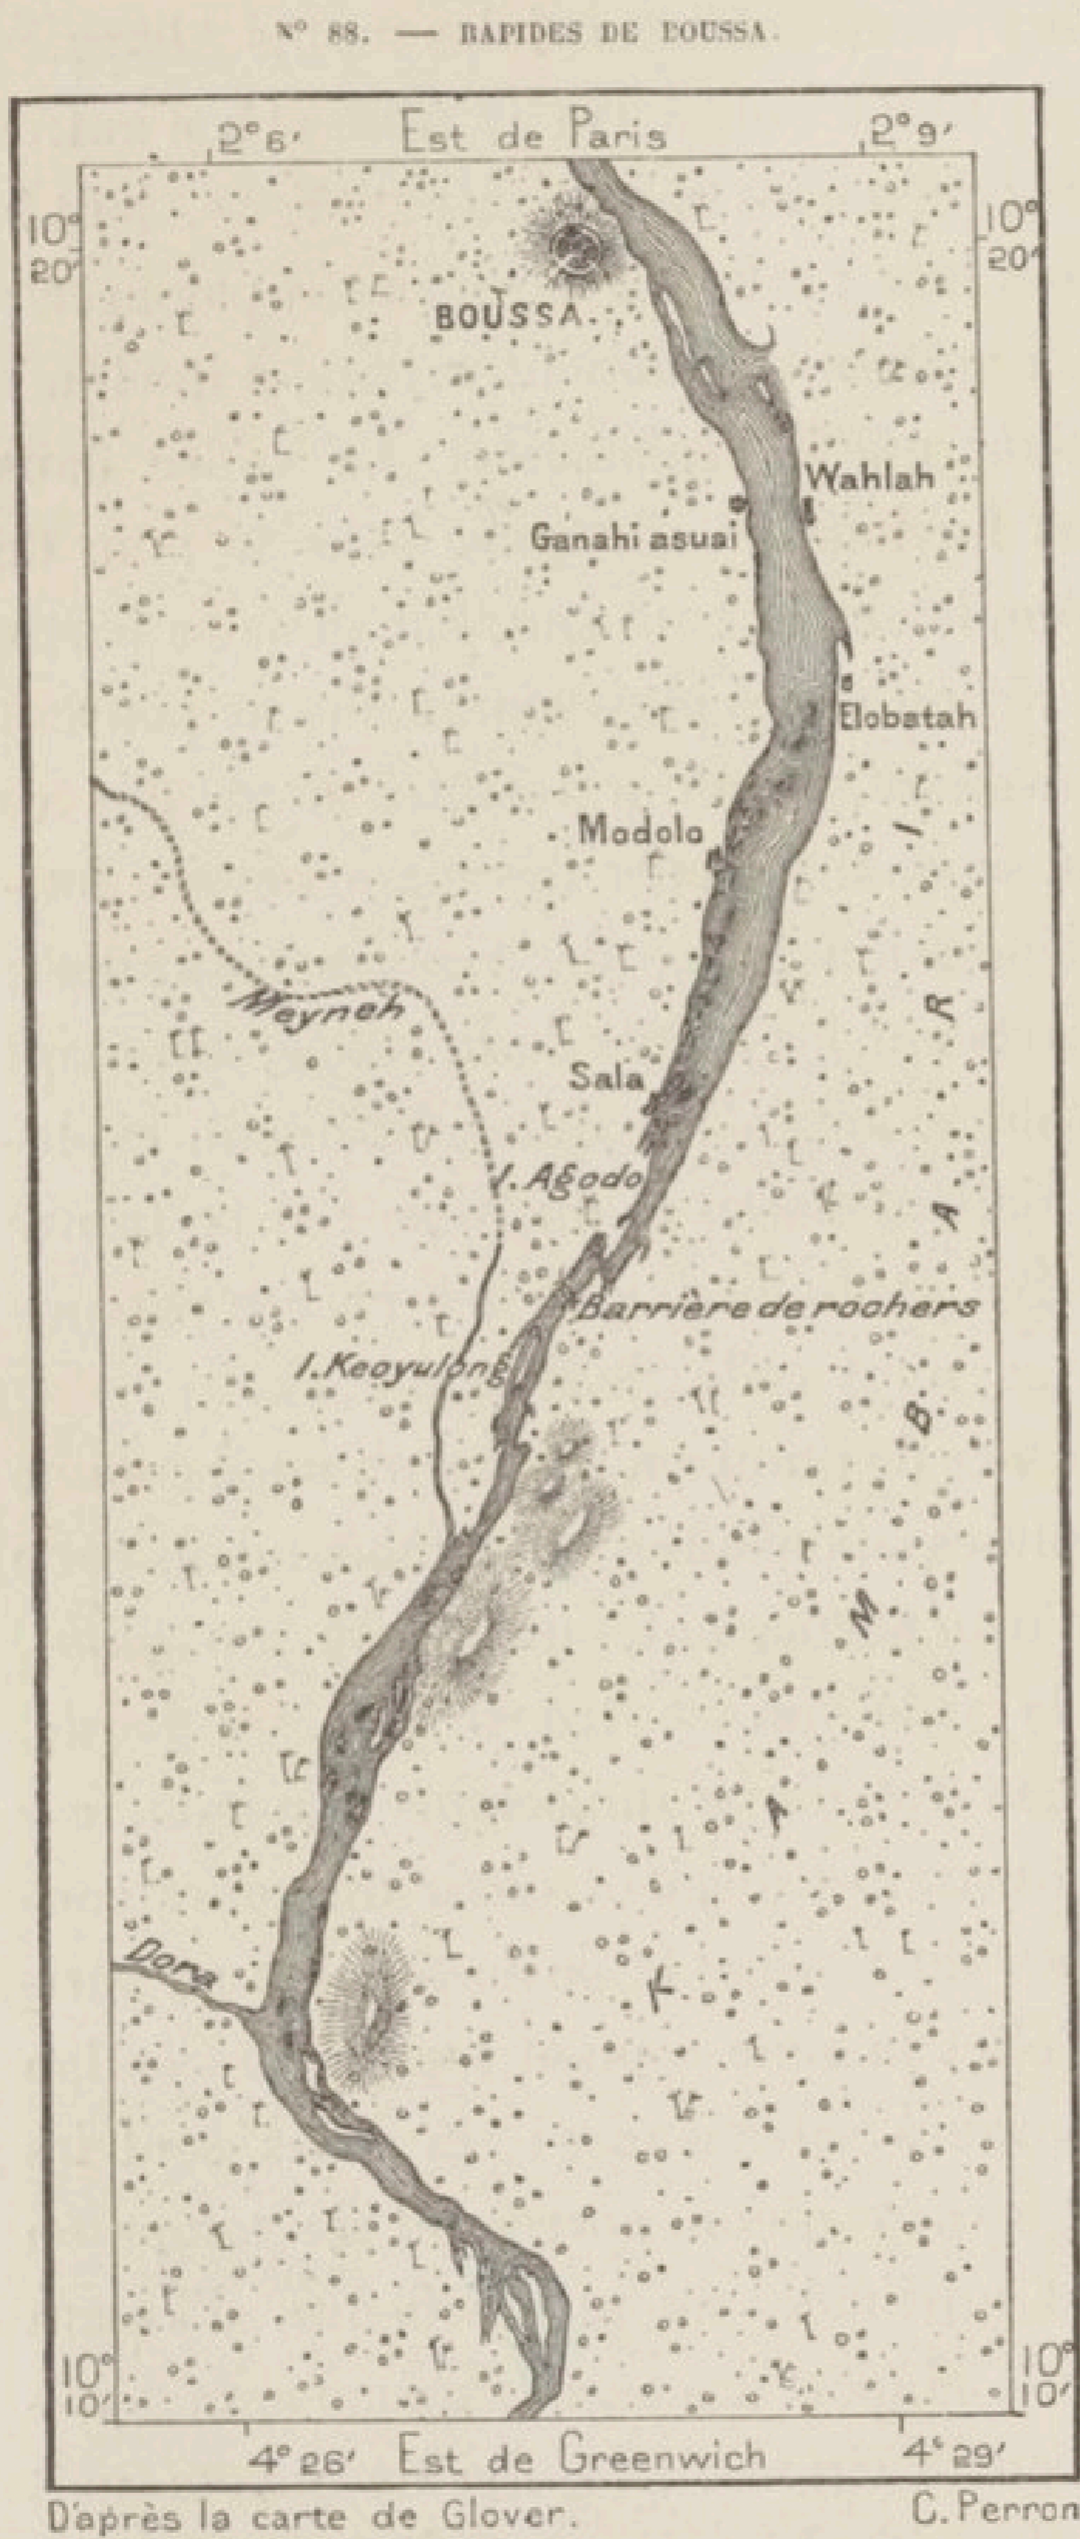 N° 88. — RAPIDES DE BOUSSA.
2° 6' Est de Paris 2° 9'
10° 10°
20' 20'
BOUSSA
Wahlah
Ganahi asuai
Elobatah
Modolo
Meyneh
Sala
I. Agodo
Barrière de rochers
I. Keoyulong
KAMBARI
Dora
10° 10°
10' 10'
4° 26' Est de Greenwich 4° 29'
D'après la carte de Glover. C. Perron